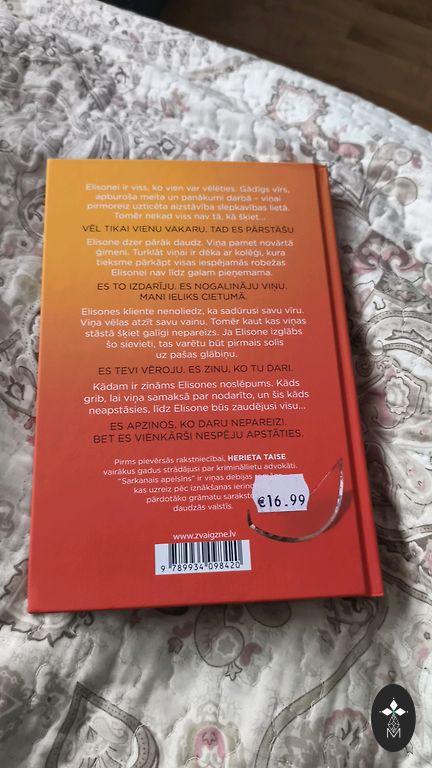 Elisonei ir viss, ko vien var vēlēties. Gādīgs vīrs,
apburoša meita un panākumi darbā – viņai
pirmoreiz uzticēta aizstāvība slepkavības lietā.
Tomēr nekad viss nav tā, kā šķiet...
VĒL TIKAI VIENU VAKARU. TAD ES PĀRSTĀŠU
Elisone dzer pārāk daudz. Viņa pamet novārtā
ģimeni. Turklāt viņai ir dēka ar kolēģi, kura
tieksme pārkāpt visas iespējamās robežas
Elisonei nav līdz galam pieņemama.
ES TO IZDARĪJU. ES NOGALINĀJU VIŅU.
MANI IELIKS CIETUMĀ.
Elisones kliente nenoliedz, ka sadūrusi savu vīru.
Viņa vēlas atzīt savu vainu. Tomēr kaut kas viņas
stāstā šķiet galīgi nepareizs. Ja Elisone izglābs
šo sievieti, tas varētu būt pirmais solis
uz pašas glābiņu.
ES TEVI VĒROJU. ES ZINU, KO TU DARI.
Kādam ir zināms Elisones noslēpums. Kāds
grib, lai viņa samaksā par nodarīto, un šis kāds
neapstāsies, līdz Elisone būs zaudējusi visu...
ES APZINOS, KO DARU NEPAREIZI.
BET ES VIENKĀRŠI NESPĒJU APSTĀTIES.
Pirms pievērsās rakstniecībai, HERIETA TAISE
vairākus gadus strādājusi par krimināllietu advokāti.
"Sarkanais apelsīns" ir viņas debijas
kas uzreiz pēc iznākšanas
pārdotāko grāmatu
daudzās valstīs.
€16.99
www.zvaigzne.lv
9 789934 098420
M